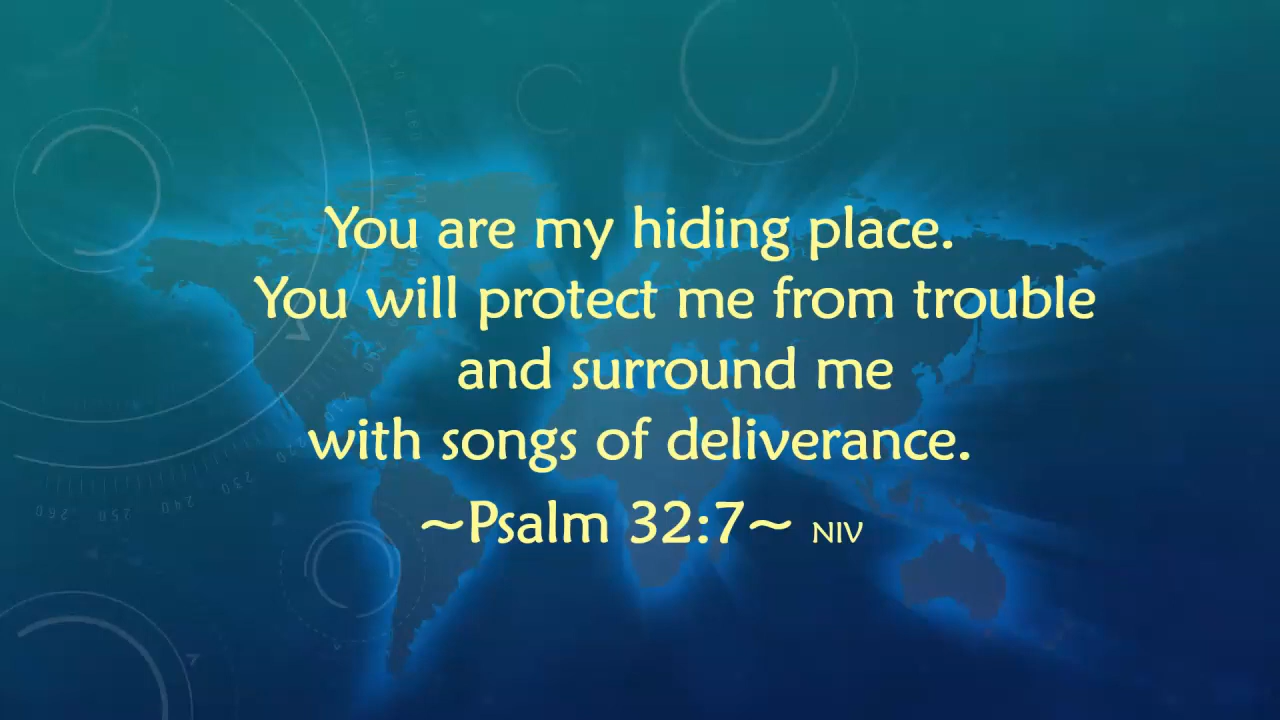 You are my hiding place.
You will protect me from trouble
and surround me
with songs of deliverance.
~Psalm 32:7~ NIV